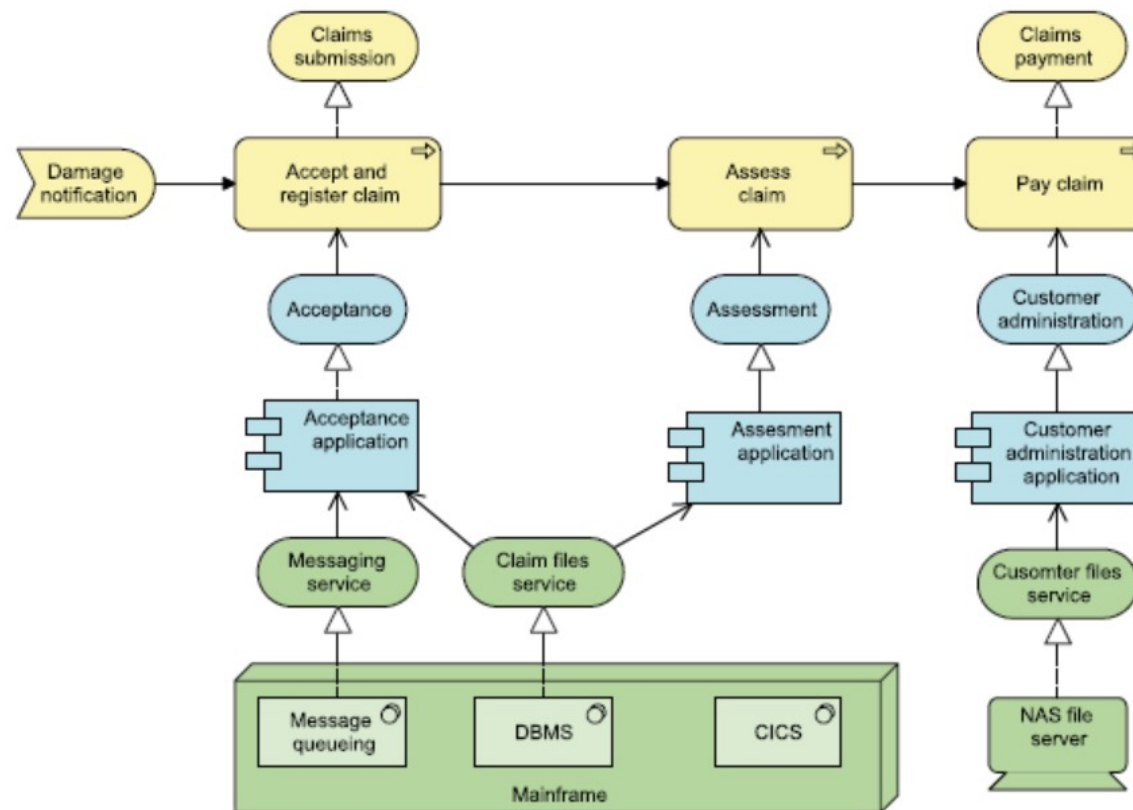 Claims
submission
Claims
payment
Damage
notification
Accept and
register claim
Assess
claim
Pay claim
Acceptance
Assessment
Customer
administration
Acceptance
application
Assesment
application
Customer
administration
application
Messaging
service
Claim files
service
Cusomter files
service
Message
queueing
DBMS
CICS
NAS file
server
Mainframe